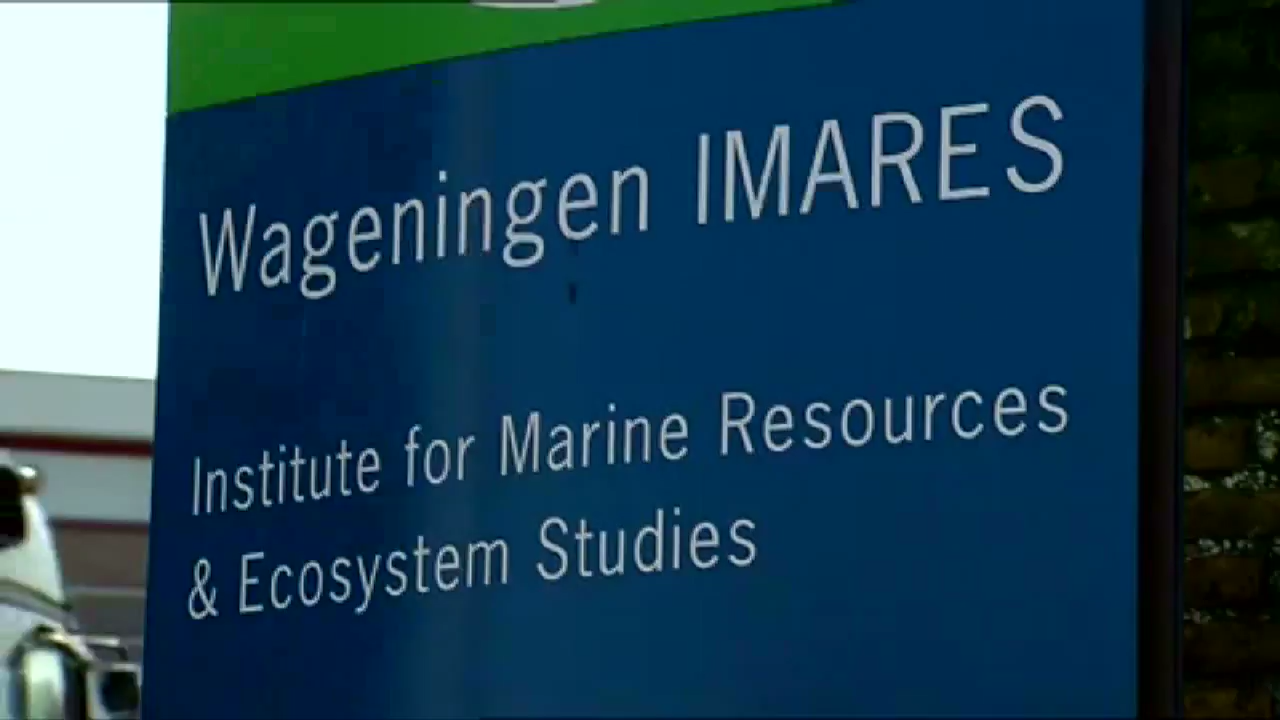 Wageningen IMARES
Institute for Marine Resources
& Ecosystem Studies